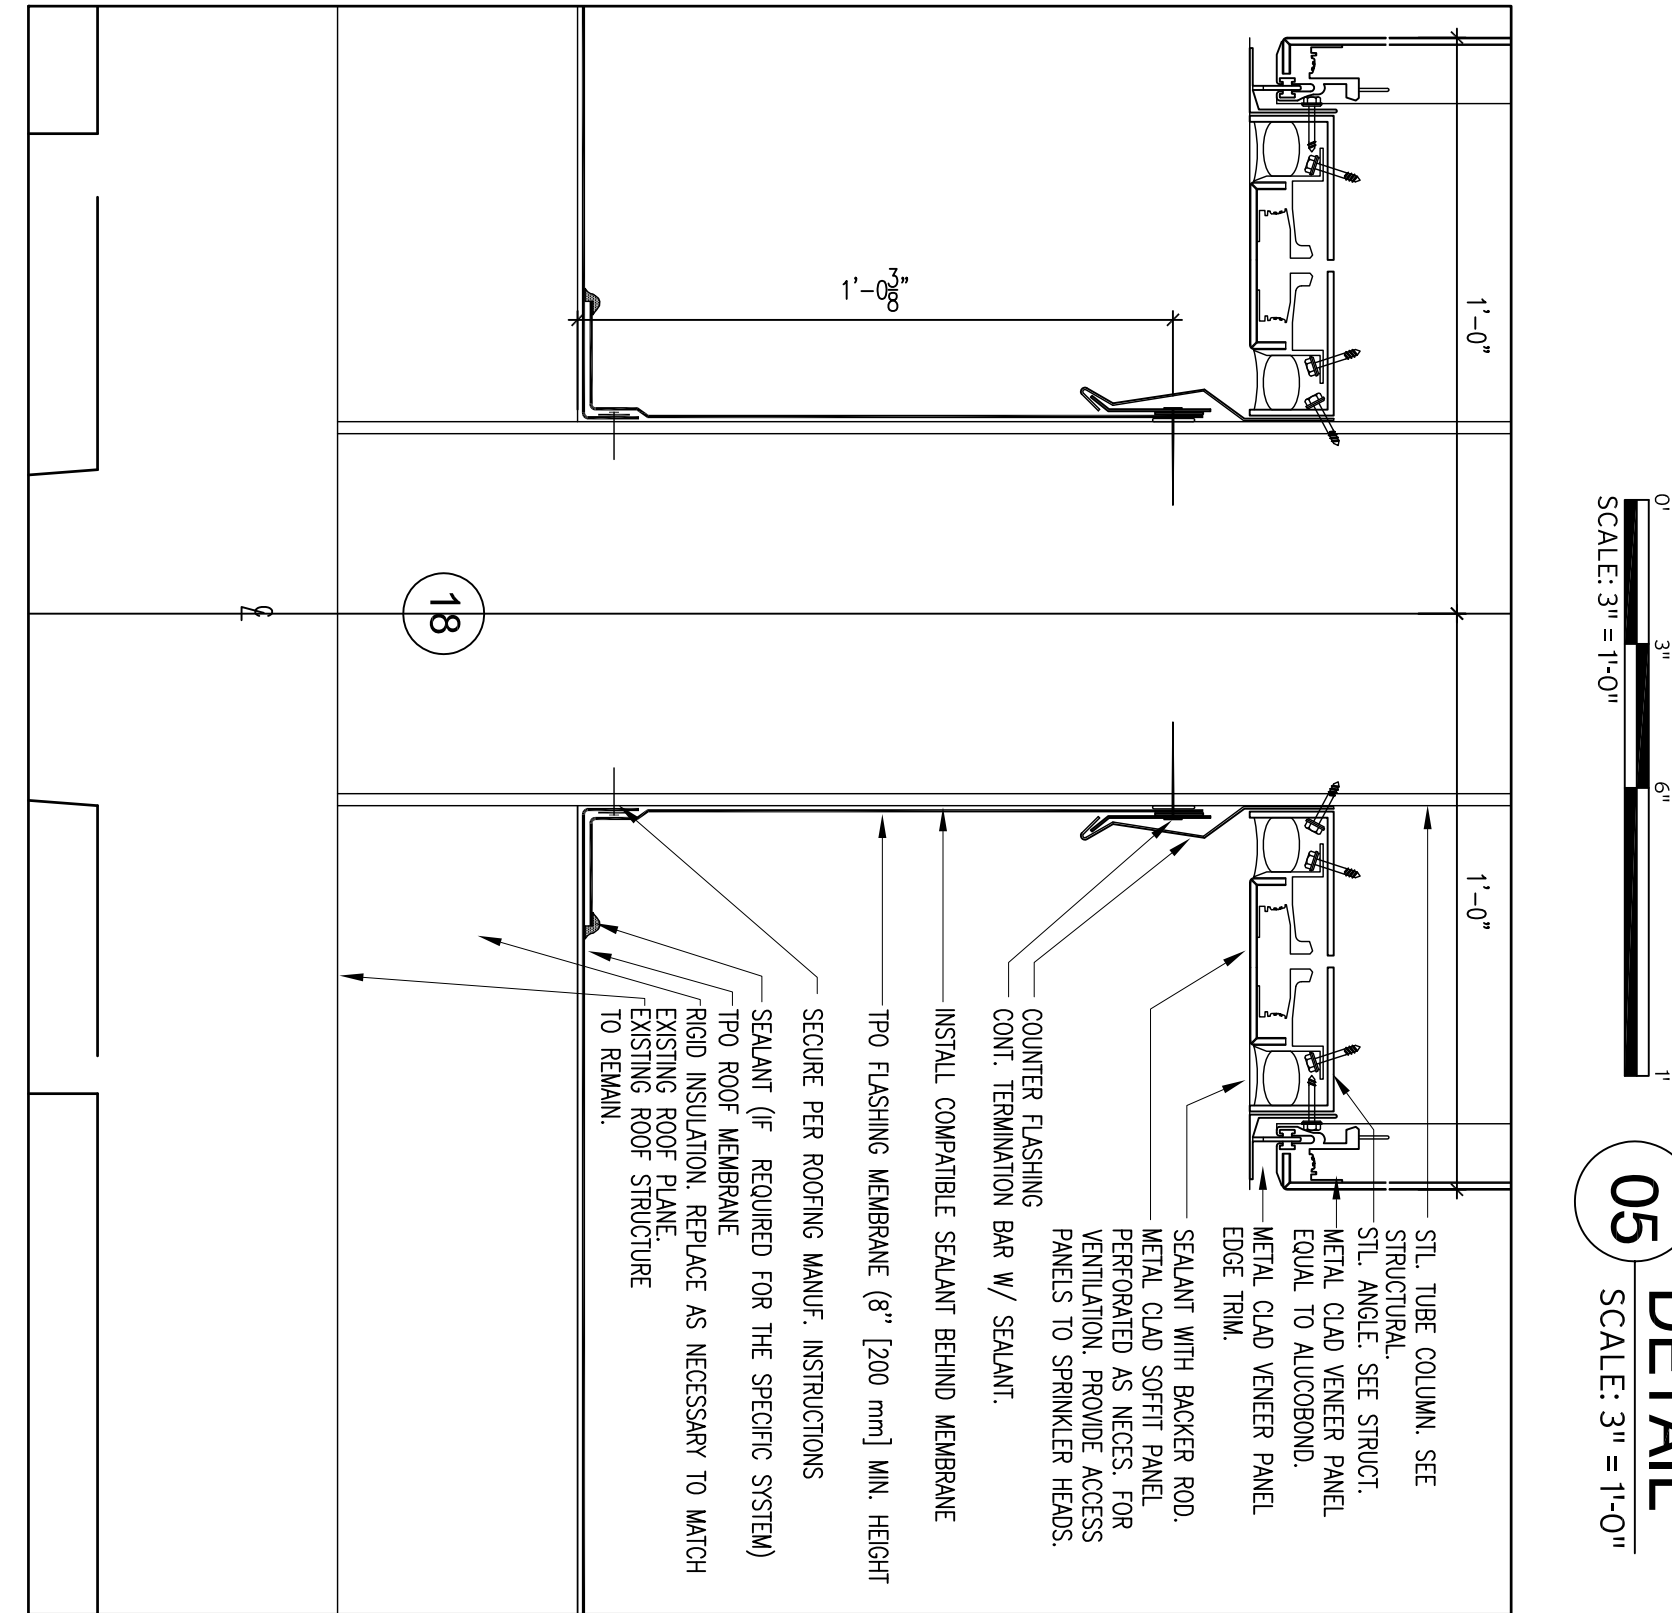 STL. TUBE COLUMN. SEE
STRUCTURAL.
STL. ANGLE. SEE STRUCT.
METAL CLAD VENEER PANEL
EQUAL TO ALUCOBOND.
METAL CLAD VENEER PANEL
EDGE TRIM.
SEALANT WITH BACKER ROD.
METAL CLAD SOFFIT PANEL
PERFORATED AS NECES. FOR
VENTILATION. PROVIDE ACCESS
PANELS TO SPRINKLER HEADS.
COUNTER FLASHING
CONT. TERMINATION BAR W/ SEALANT.
INSTALL COMPATIBLE SEALANT BEHIND MEMBRANE
TPO FLASHING MEMBRANE (8” [200 mm] MIN. HEIGHT
SECURE PER ROOFING MANUF. INSTRUCTIONS
SEALANT (IF REQUIRED FOR THE SPECIFIC SYSTEM)
TPO ROOF MEMBRANE
RIGID INSULATION. REPLACE AS NECESSARY TO MATCH
EXISTING ROOF PLANE.
EXISTING ROOF STRUCTURE
TO REMAIN.
1’-0”
1’-0”
1’-0 3/8”
18
0' 3" 6" 1'
SCALE: 3" = 1'-0"
05
DETAIL
SCALE: 3" = 1'-0"